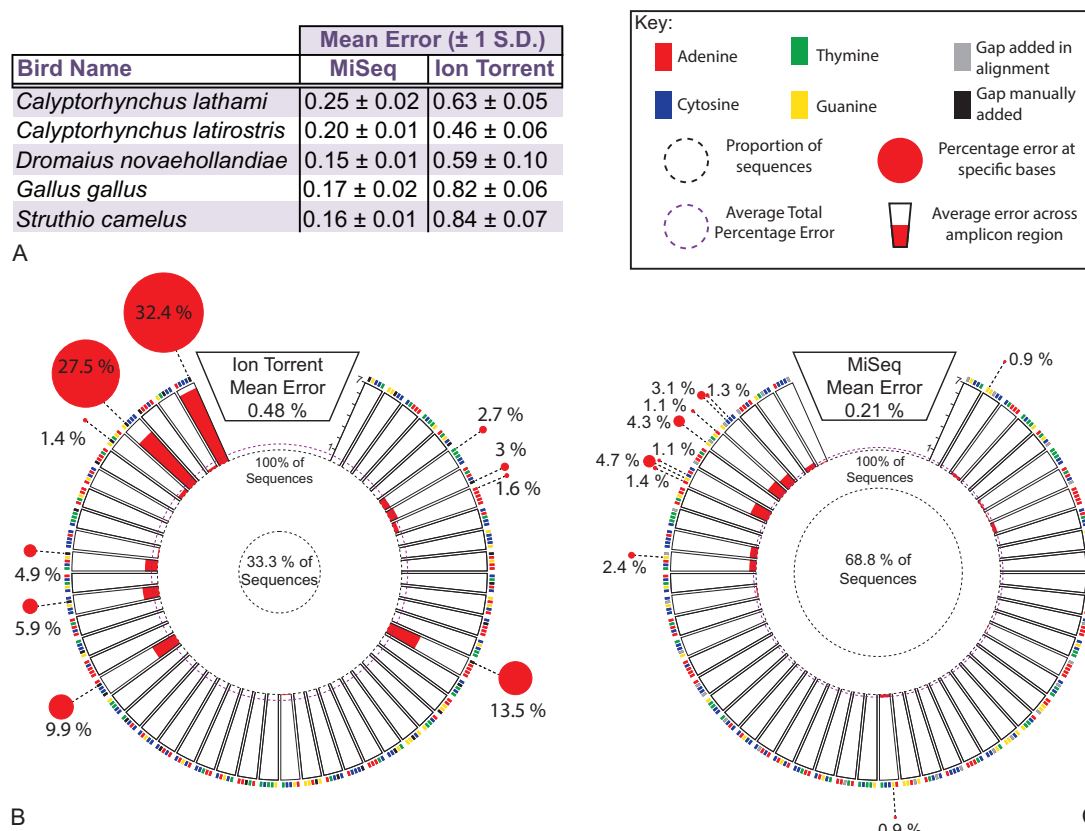 Mean Error (± 1 S.D.)
Bird Name MiSeq Ion Torrent
Calyptorhynchus lathami 0.25 ± 0.02 0.63 ± 0.05
Calyptorhynchus latirostris 0.20 ± 0.01 0.46 ± 0.06
Dromaius novaehollandiae 0.15 ± 0.01 0.59 ± 0.10
Gallus gallus 0.17 ± 0.02 0.82 ± 0.06
Struthio camelus 0.16 ± 0.01 0.84 ± 0.07
A
Key:
Adenine
Thymine
Gap added in
alignment
Cytosine
Guanine
Gap manually
added
Proportion of
sequences
Percentage error at
specific bases
Average Total
Percentage Error
Average error across
amplicon region
32.4 %
27.5 %
1.4 %
Ion Torrent
Mean Error
0.48 %
7
1
2.7 %
3 %
1.6 %
100% of
Sequences
33.3 % of
Sequences
4.9 %
5.9 %
9.9 %
13.5 %
B
MiSeq
Mean Error
0.21 %
7
1
0.9 %
3.1 %
1.3 %
1.1 %
4.3 %
1.1 %
4.7 %
1.4 %
2.4 %
100% of
Sequences
68.8 % of
Sequences
0.9 %